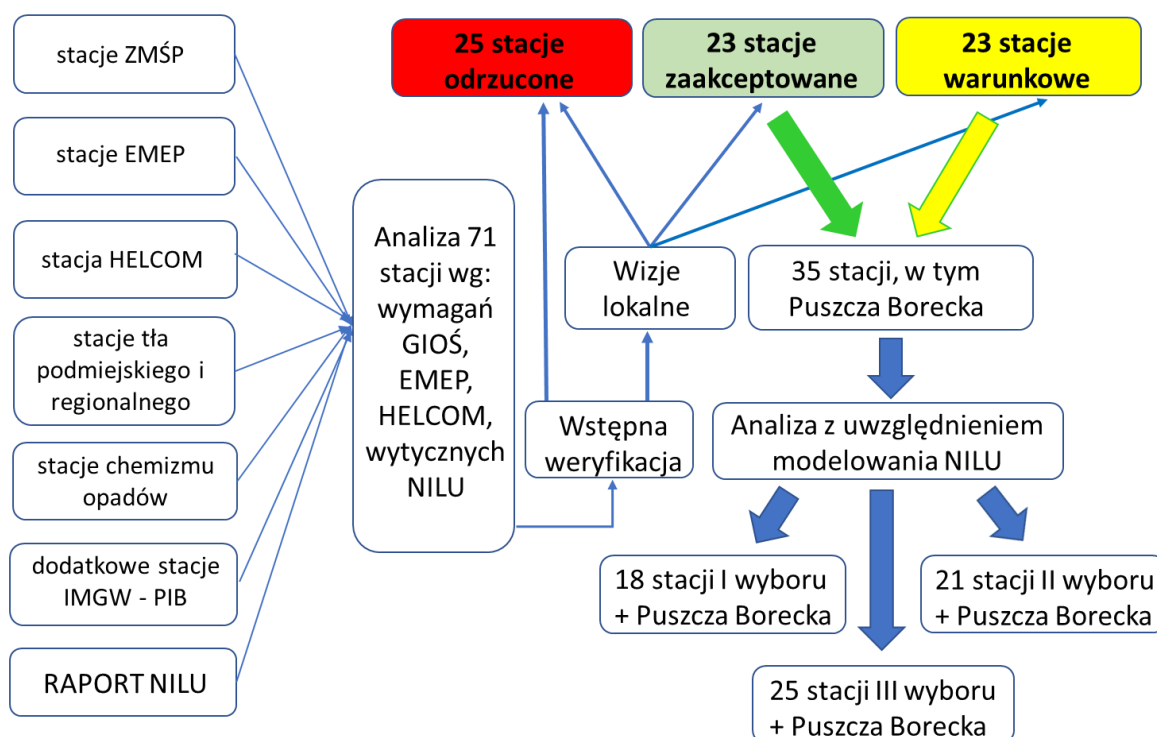 stacje ZMŚP
stacje EMEP
stacja HELCOM
stacje tła
podmiejskiego i
regionalnego
stacje chemizmu
opadów
dodatkowe stacje
IMGW - PIB
RAPORT NILU
Analiza 71
stacji wg:
wymagań
GIOŚ,
EMEP,
HELCOM,
wytycznych
NILU
25 stacje
odrzucone
23 stacje
zaakceptowane
23 stacje
warunkowe
Wizje
lokalne
35 stacji, w tym
Puszcza Borecka
Wstępna
weryfikacja
Analiza z uwzględnieniem
modelowania NILU
18 stacji I wyboru
+ Puszcza Borecka
21 stacji II wyboru
+ Puszcza Borecka
25 stacji III wyboru
+ Puszcza Borecka